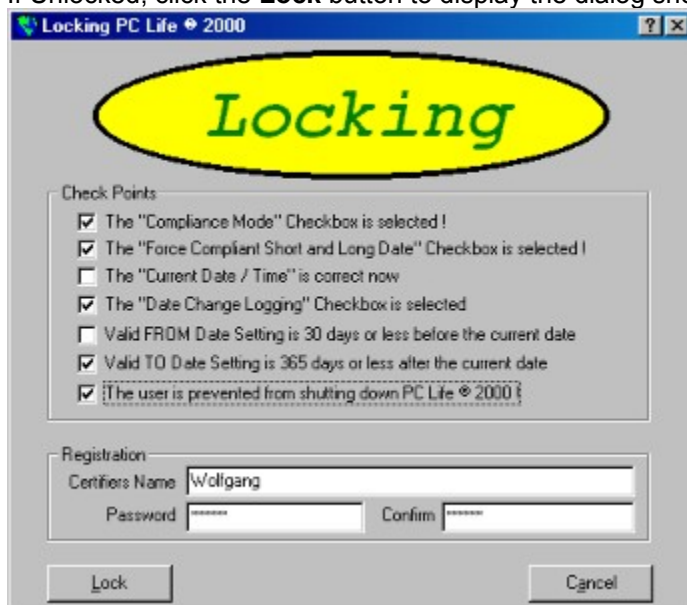 If Unlocked, click the Lock button to display the dialog
Locking PC Life ® 2000
Locking
Check Points
The "Compliance Mode" Checkbox is selected !
The "Force Compliant Short and Long Date" Checkbox is selected !
The "Current Date / Time" is correct now
The "Date Change Logging" Checkbox is selected
Valid FROM Date Setting is 30 days or less before the current date
Valid TO Date Setting is 365 days or less after the current date
The user is prevented from shutting down PC Life ® 2000 !
Registration
Certifiers Name Wolfgang
Password ****** Confirm ******
Lock Cancel